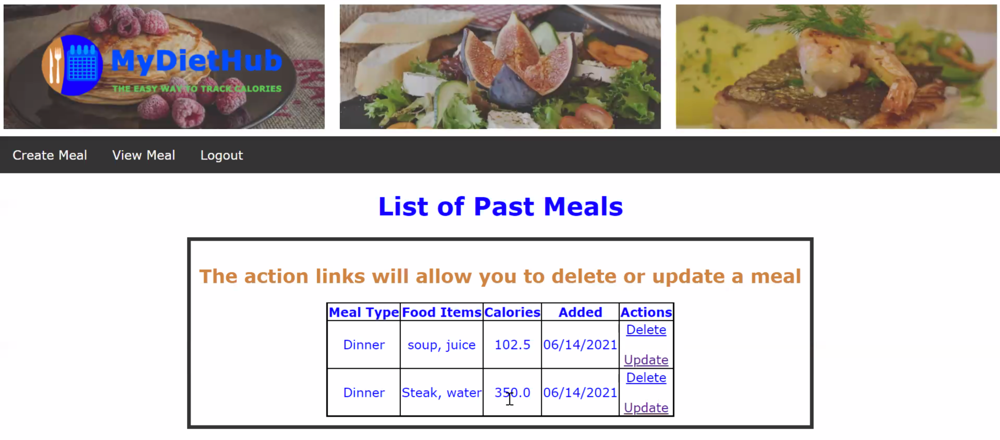 MyDietHub
THE EASY WAY TO TRACK CALORIES
Create Meal View Meal Logout
List of Past Meals
The action links will allow you to delete or update a meal
Meal Type Food Items Calories Added Actions
Dinner soup, juice 102.5 06/14/2021 Delete
Update
Dinner Steak, water 350.0 06/14/2021 Delete
Update